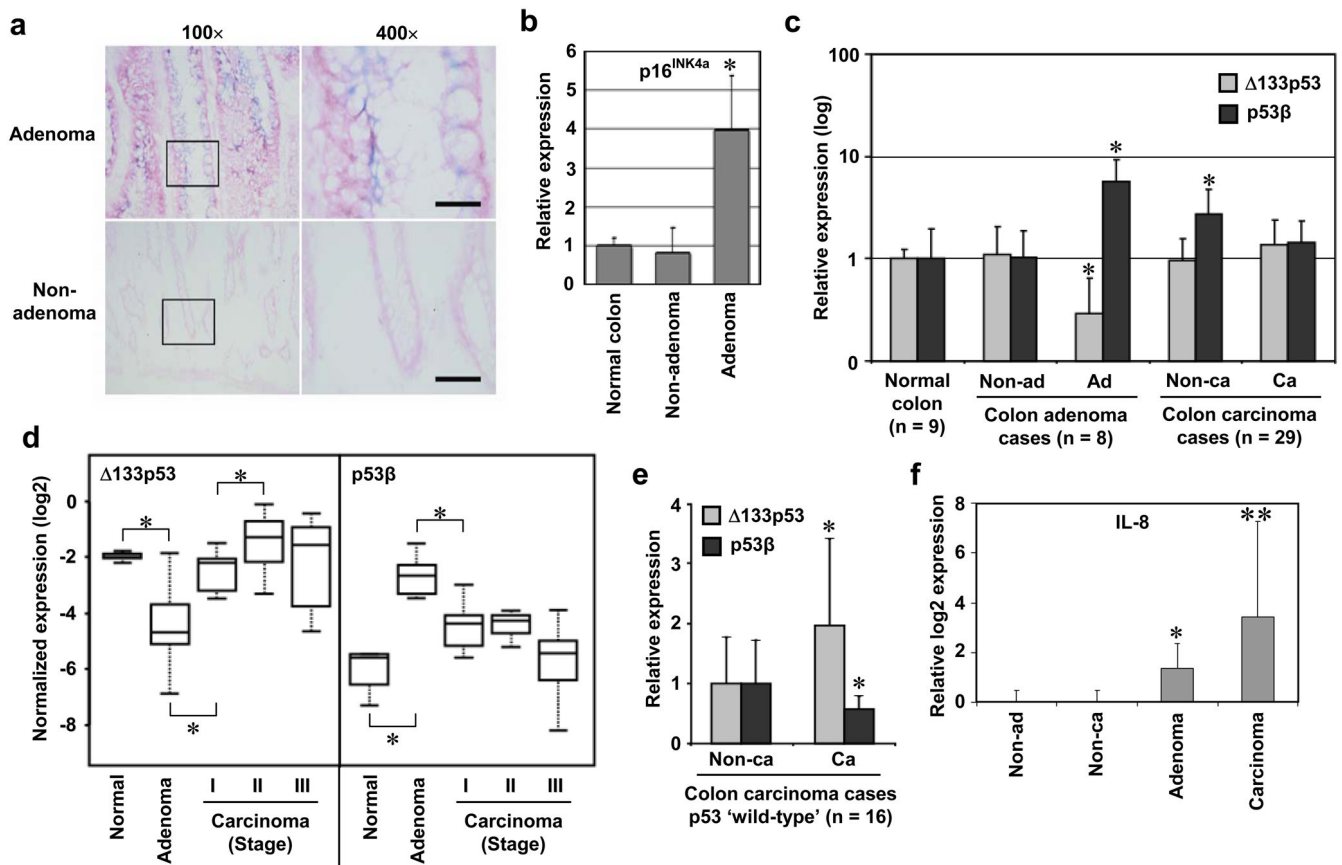 a
100×
400×
Adenoma
Non-
adenoma
b
6
5
4
3
2
1
0
Relative expression
p16INK4a
*
Normal colon
Non-adenoma
Adenoma
c
100
10
1
0
Relative expression (log)
Δ133p53
p53β
*
*
*
Normal
colon
(n = 9)
Non-ad
Ad
Colon adenoma
cases (n = 8)
Non-ca
Ca
Colon carcinoma
cases (n = 29)
d
Normalized expression (log2)
0
-2
-4
-6
-8
Δ133p53
*
*
*
p53β
*
*
Normal
Adenoma
I
II
III
Carcinoma
(Stage)
Normal
Adenoma
I
II
III
Carcinoma
(Stage)
e
4
3
2
1
0
Relative expression
Δ133p53
p53β
*
*
Non-ca
Ca
Colon carcinoma cases
p53 ‘wild-type’ (n = 16)
f
8
6
4
2
0
Relative log2 expression
IL-8
*
**
Non-ad
Non-ca
Adenoma
Carcinoma